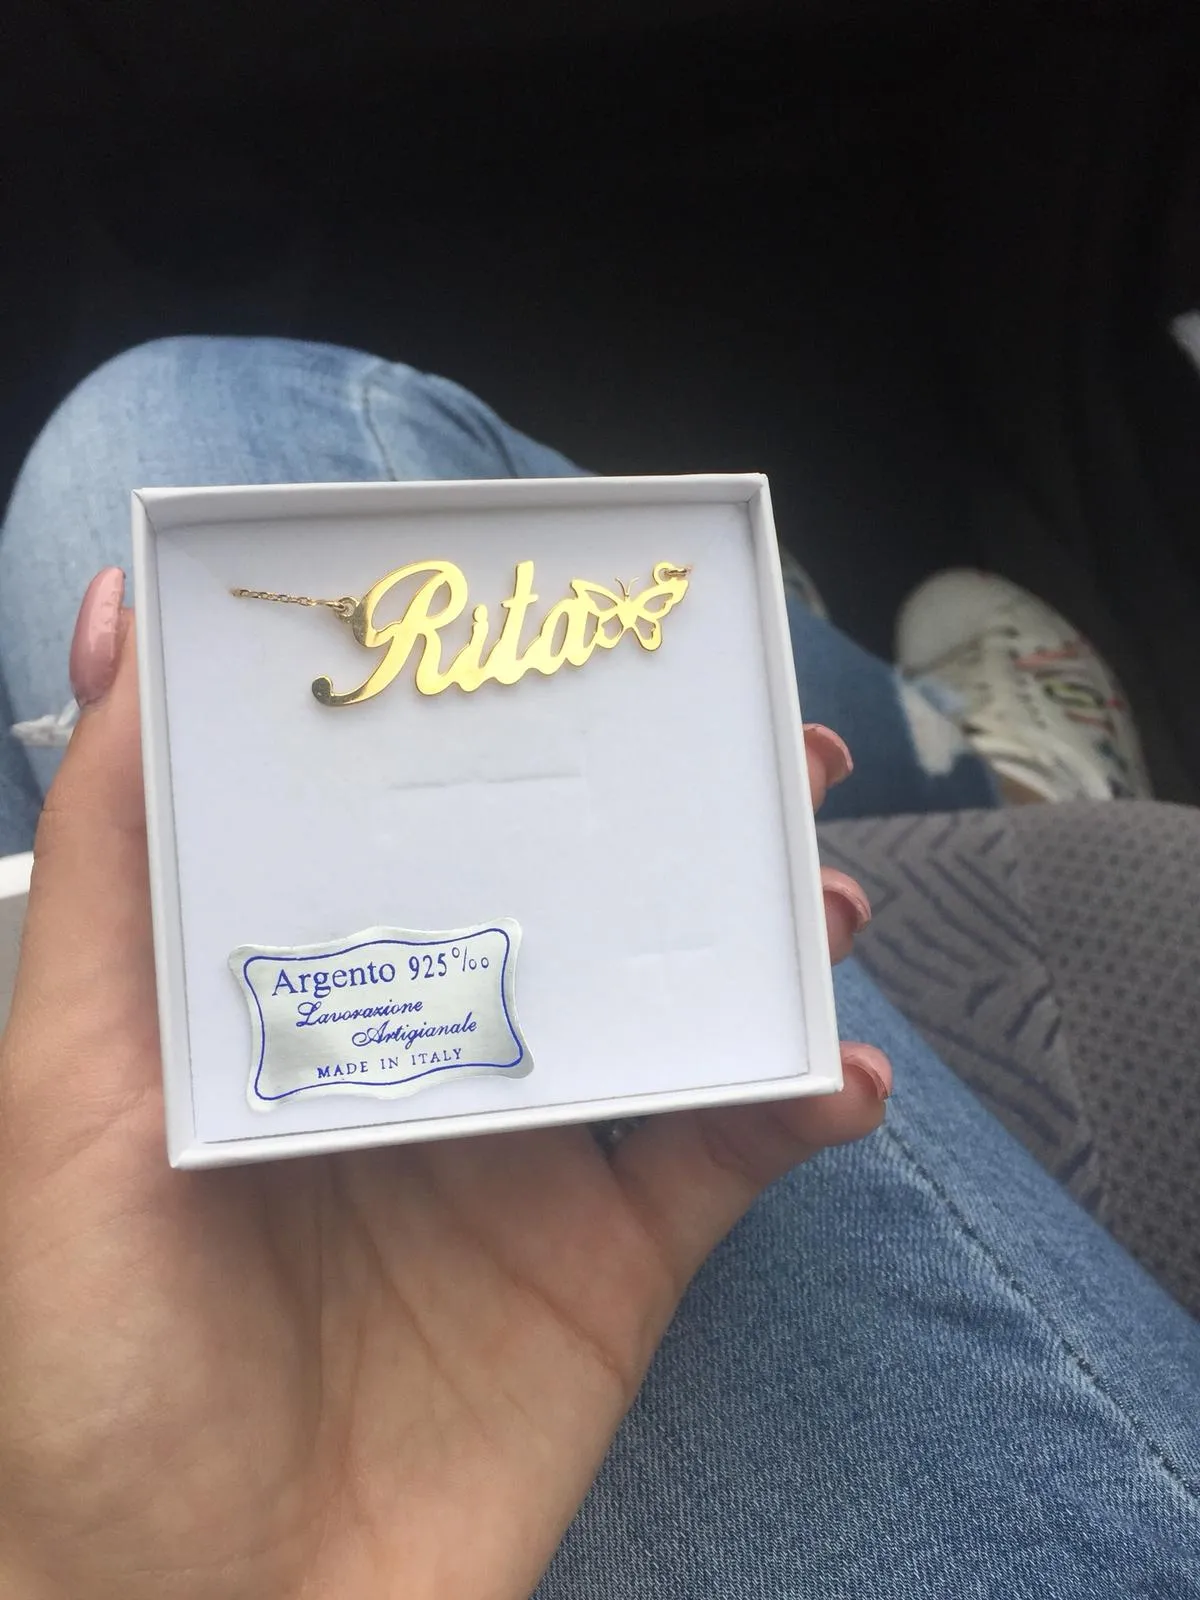 Rita
Argento 925‰
Lavorazione
Artigianale
MADE IN ITALY